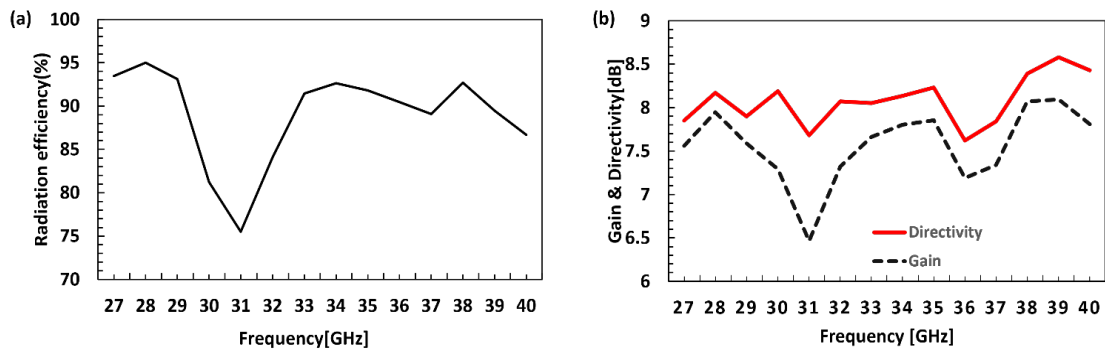 (a)
Radiation efficiency(%)
100
95
90
85
80
75
70
27 28 29 30 31 32 33 34 35 36 37 38 39 40
Frequency[GHz]
(b)
Gain & Directivity[dB]
9
8.5
8
7.5
7
6.5
6
Directivity
Gain
27 28 29 30 31 32 33 34 35 36 37 38 39 40
Frequency [GHz]